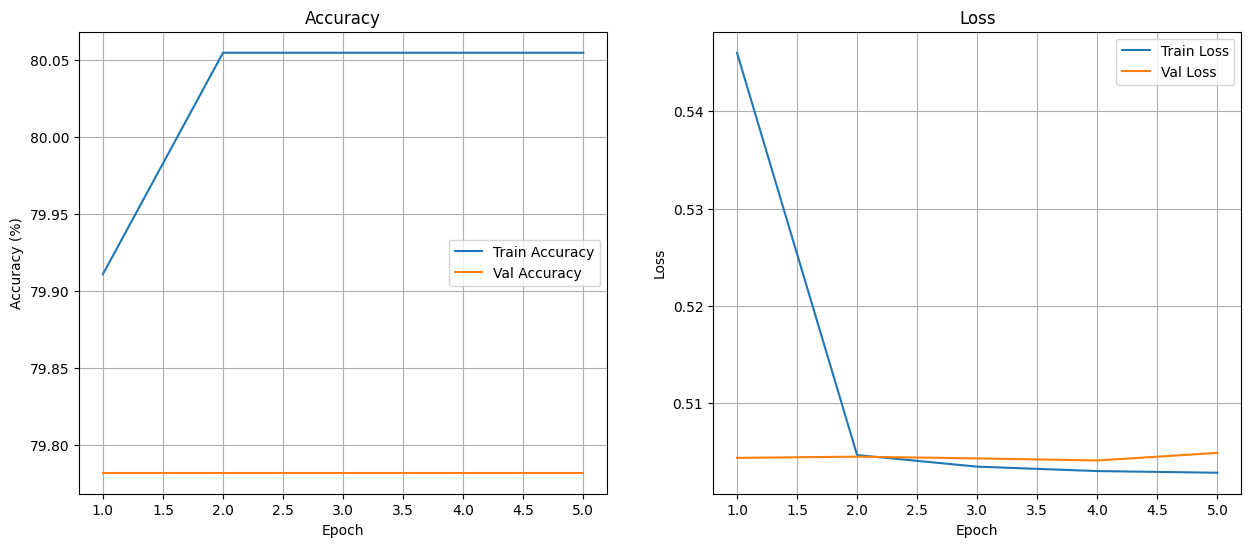 Accuracy
Accuracy (%)
80.05
80.00
79.95
79.90
79.85
79.80
Train Accuracy
Val Accuracy
1.0 1.5 2.0 2.5 3.0 3.5 4.0 4.5 5.0
Epoch
Loss
Loss
0.54
0.53
0.52
0.51
Train Loss
Val Loss
1.0 1.5 2.0 2.5 3.0 3.5 4.0 4.5 5.0
Epoch